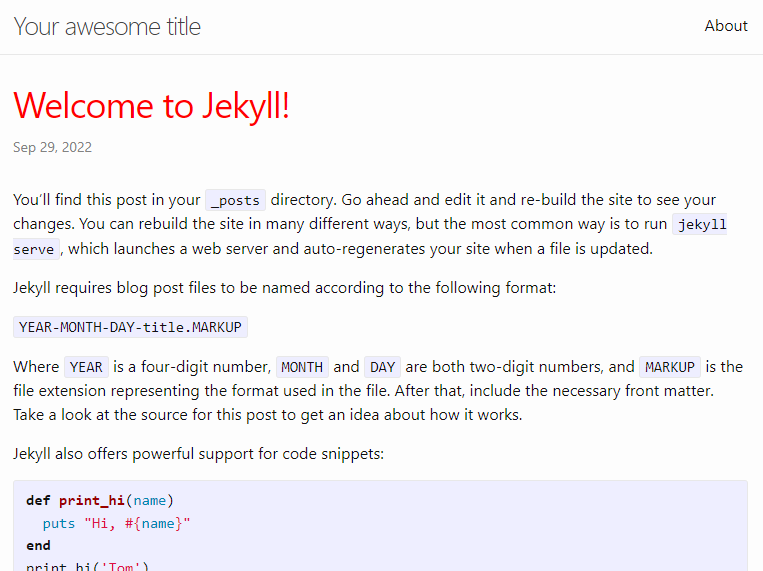 Your awesome title
About
Welcome to Jekyll!
Sep 29, 2022
You'll find this post in your _posts directory. Go ahead and edit it and re-build the site to see your
changes. You can rebuild the site in many different ways, but the most common way is to run jekyll
serve, which launches a web server and auto-regenerates your site when a file is updated.
Jekyll requires blog post files to be named according to the following format:
YEAR-MONTH-DAY-title.MARKUP
Where YEAR is a four-digit number, MONTH and DAY are both two-digit numbers, and MARKUP is the
file extension representing the format used in the file. After that, include the necessary front matter.
Take a look at the source for this post to get an idea about how it works.
Jekyll also offers powerful support for code snippets:
def print_hi(name)
  puts "Hi, #{name}"
end
print_hi('Tom')